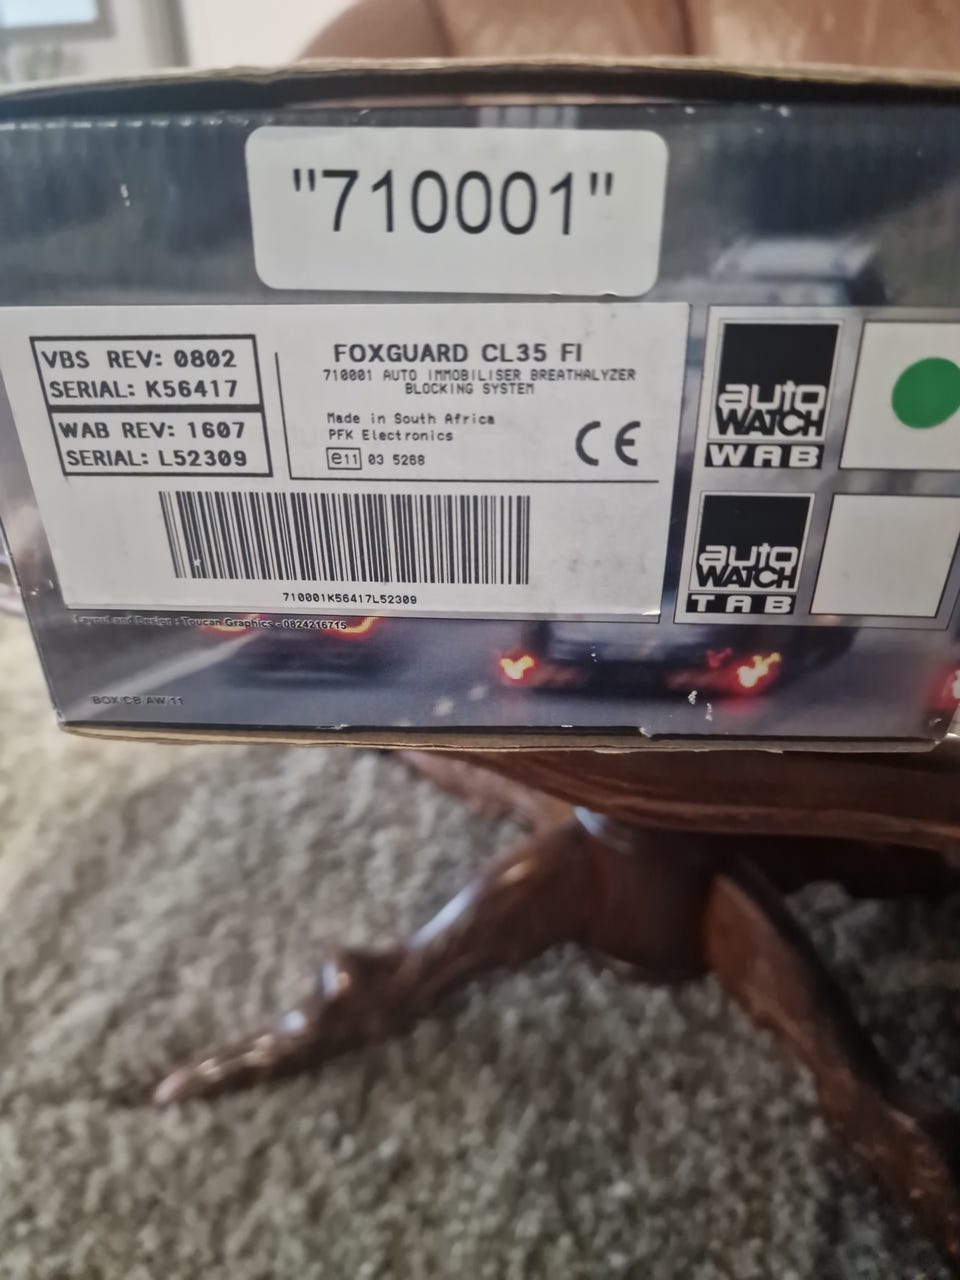 "710001"
VBS REV: 0802
SERIAL: K56417
WAB REV: 1607
SERIAL: L52309
FOXGUARD CL35 FI
710001 AUTO IMMOBILISER BREATHALYZER
BLOCKING SYSTEM
Made in South Africa
PFK Electronics
e11 03 5268
CE
710001K56417L52309
auto
WATCH
WAB
auto
WATCH
TAB
Layout and Design : Toucan Graphics - 0824216715
BOX CB AW 11